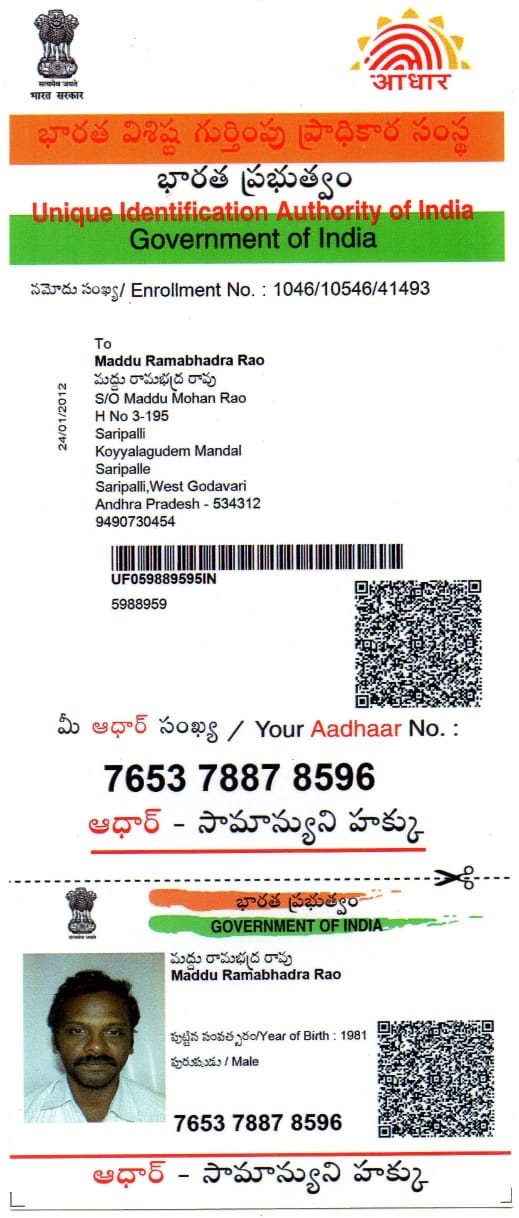 सत्यमेव जयते
भारत सरकार
आधार
భారత విశిష్ట గుర్తింపు ప్రాధికార సంస్థ
భారత ప్రభుత్వం
Unique Identification Authority of India
Government of India
నమోదు సంఖ్య/ Enrollment No. : 1046/10546/41493
24/01/2012
To
Maddu Ramabhadra Rao
మద్దు రామభద్ర రావు
S/O Maddu Mohan Rao
H No 3-195
Saripalli
Koyyalagudem Mandal
Saripalle
Saripalli,West Godavari
Andhra Pradesh - 534312
9490730454
UF059889595IN
5988959
మీ ఆధార్ సంఖ్య / Your Aadhaar No. :
7653 7887 8596
ఆధార్ - సామాన్యుని హక్కు
భారత ప్రభుత్వం
GOVERNMENT OF INDIA
మద్దు రామభద్ర రావు
Maddu Ramabhadra Rao
పుట్టిన సంవత్సరం/Year of Birth : 1981
పురుషుడు / Male
7653 7887 8596
ఆధార్ - సామాన్యుని హక్కు